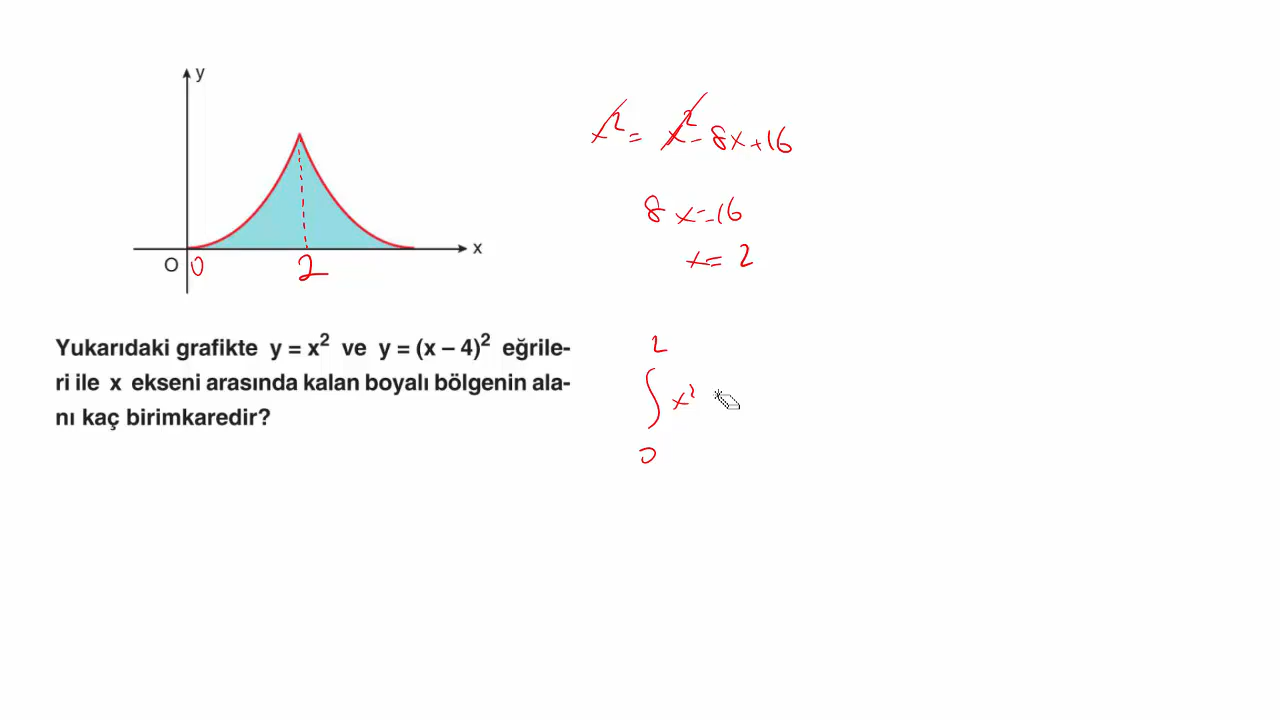 y
x
O 0 2
Yukarıdaki grafikte y = x² ve y = (x – 4)² eğrile-
ri ile x ekseni arasında kalan boyalı bölgenin ala-
nı kaç birimkaredir?
x² = x² - 8x + 16
8x = 16
x = 2
2
∫ x²
0